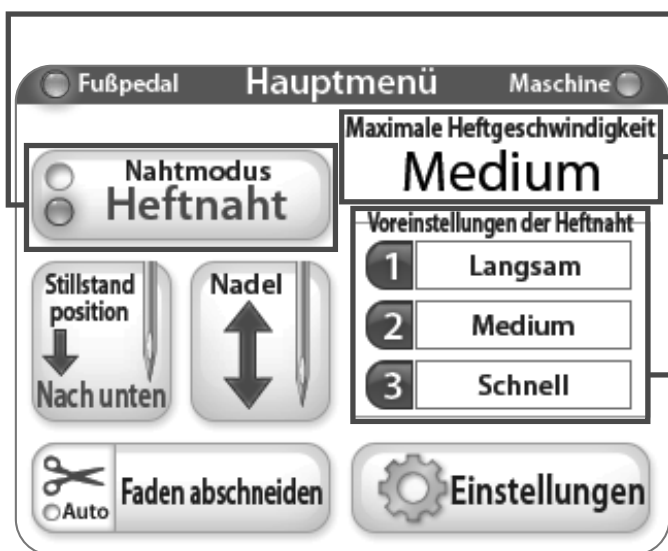 Fußpedal Hauptmenü Maschine
Maximale Heftgeschwindigkeit
Medium
Nahtmodus
Heftnaht
Voreinstellungen der Heftnaht
1 Langsam
2 Medium
3 Schnell
Stillstand
position
Nach unten
Nadel
Auto
Faden abschneiden
Einstellungen